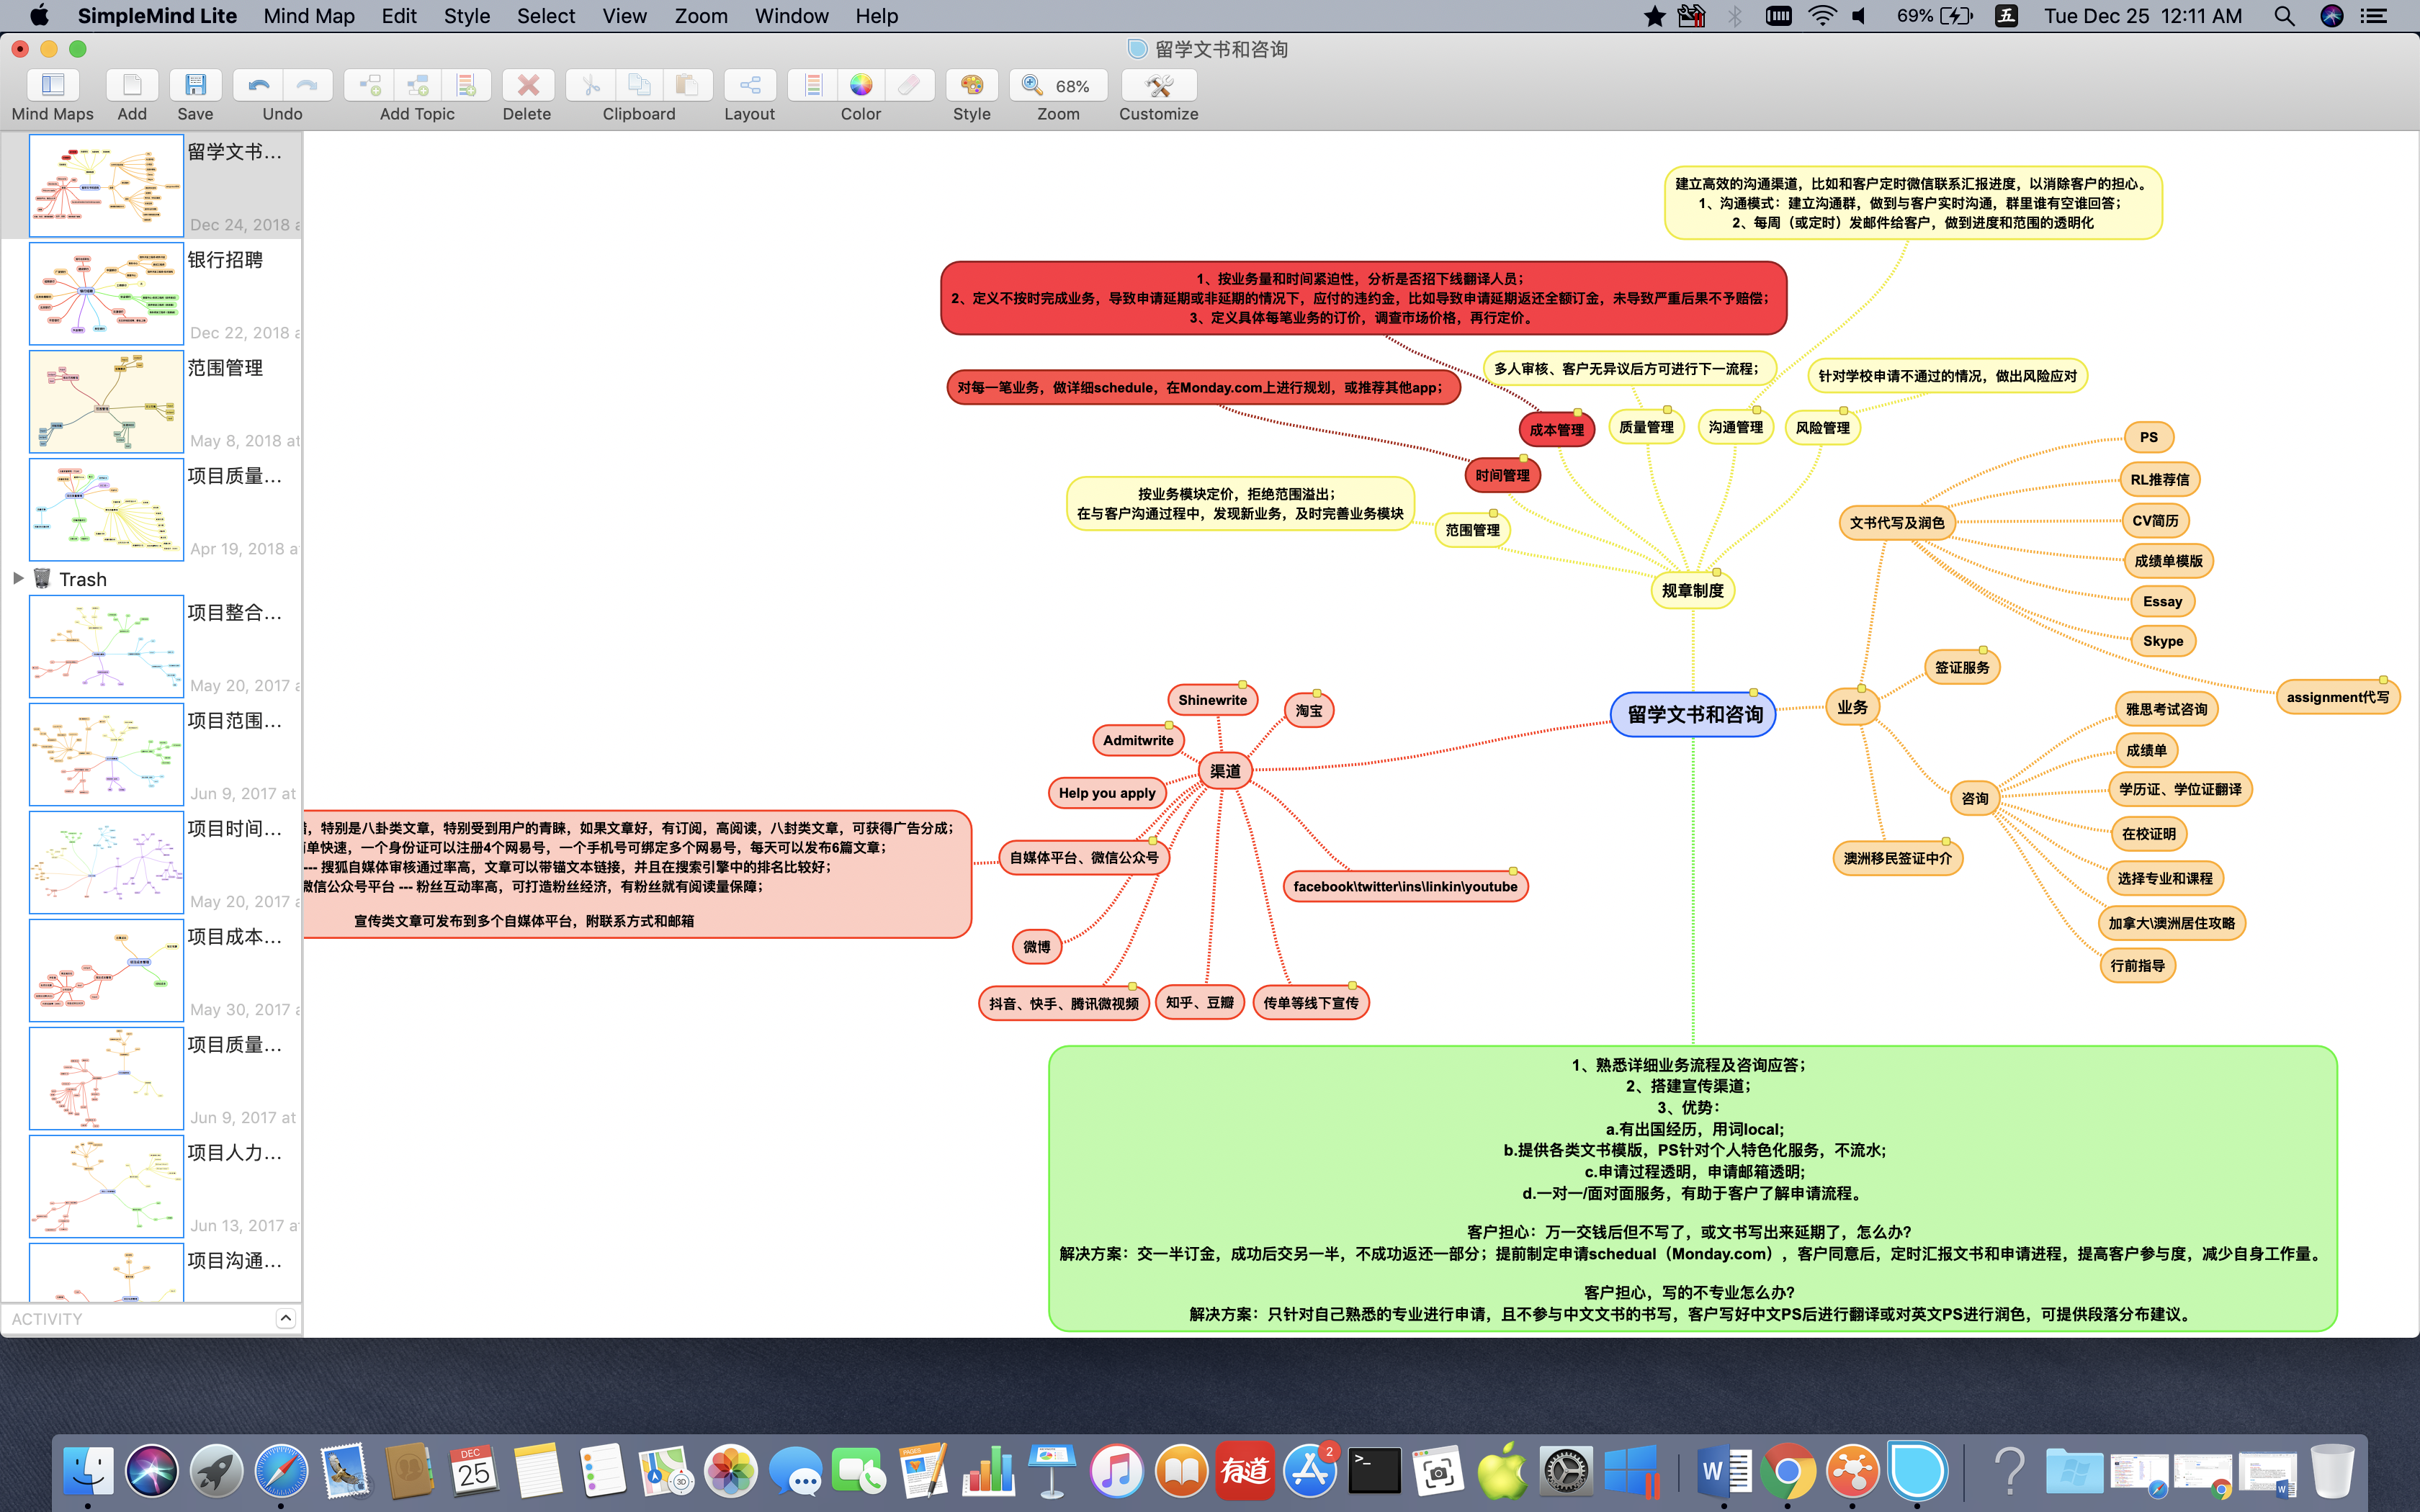 SimpleMind Lite Mind Map Edit Style Select View Zoom Window Help 69% 五 Tue Dec 25 12:11 AM
留学文书和咨询
68%
Mind Maps Add Save Undo Add Topic Delete Clipboard Layout Color Style Zoom Customize
留学文书...
Dec 24, 2018 a
银行招聘
Dec 22, 2018 a
范围管理
May 8, 2018 at
项目质量...
Apr 19, 2018 a
Trash
项目整合...
May 20, 2017 a
项目范围...
Jun 9, 2017 at
项目时间...
May 20, 2017 a
项目成本...
May 30, 2017 a
项目质量...
Jun 9, 2017 at
项目人力...
Jun 13, 2017 a
项目沟通...
ACTIVITY
建立高效的沟通渠道，比如和客户定时微信联系汇报进度，以消除客户的担心。
1、沟通模式：建立沟通群，做到与客户实时沟通，群里谁有空谁回答；
2、每周（或定时）发邮件给客户，做到进度和范围的透明化
1、按业务量和时间紧迫性，分析是否招下线翻译人员；
2、定义不按时完成业务，导致申请延期或非延期的情况下，应付的违约金，比如导致申请延期返还全额订金，未导致严重后果不予赔偿；
3、定义具体每笔业务的订价，调查市场价格，再行定价。
多人审核、客户无异议后方可进行下一流程；
针对学校申请不通过的情况，做出风险应对
对每一笔业务，做详细schedule，在Monday.com上进行规划，或推荐其他app；
成本管理
质量管理
沟通管理
风险管理
时间管理
按业务模块定价，拒绝范围溢出；
在与客户沟通过程中，发现新业务，及时完善业务模块
范围管理
规章制度
PS
RL推荐信
文书代写及润色
CV简历
成绩单模版
Essay
Skype
签证服务
assignment代写
业务
留学文书和咨询
雅思考试咨询
成绩单
学历证、学位证翻译
咨询
在校证明
澳洲移民签证中介
选择专业和课程
加拿大\澳洲居住攻略
行前指导
Shinewrite
淘宝
Admitwrite
渠道
Help you apply
自媒体平台、微信公众号
facebook\twitter\ins\linkin\youtube
微博
抖音、快手、腾讯微视频
知乎、豆瓣
传单等线下宣传
，特别是八卦类文章，特别受到用户的青睐，如果文章好，有订阅，高阅读，八封类文章，可获得广告分成；
单快速，一个身份证可以注册4个网易号，一个手机号可绑定多个网易号，每天可以发布6篇文章；
--- 搜狐自媒体审核通过率高，文章可以带锚文本链接，并且在搜索引擎中的排名比较好；
微信公众号平台 --- 粉丝互动率高，可打造粉丝经济，有粉丝就有阅读量保障；
宣传类文章可发布到多个自媒体平台，附联系方式和邮箱
1、熟悉详细业务流程及咨询应答；
2、搭建宣传渠道；
3、优势：
a.有出国经历，用词local；
b.提供各类文书模版，PS针对个人特色化服务，不流水；
c.申请过程透明，申请邮箱透明；
d.一对一/面对面服务，有助于客户了解申请流程。
客户担心：万一交钱后但不写了，或文书写出来延期了，怎么办？
解决方案：交一半订金，成功后交另一半，不成功返还一部分；提前制定申请schedual（Monday.com），客户同意后，定时汇报文书和申请进程，提高客户参与度，减少自身工作量。
客户担心，写的不专业怎么办？
解决方案：只针对自己熟悉的专业进行申请，且不参与中文文书的书写，客户写好中文PS后进行翻译或对英文PS进行润色，可提供段落分布建议。
DEC
25
3D
PAGES
有道
2
W